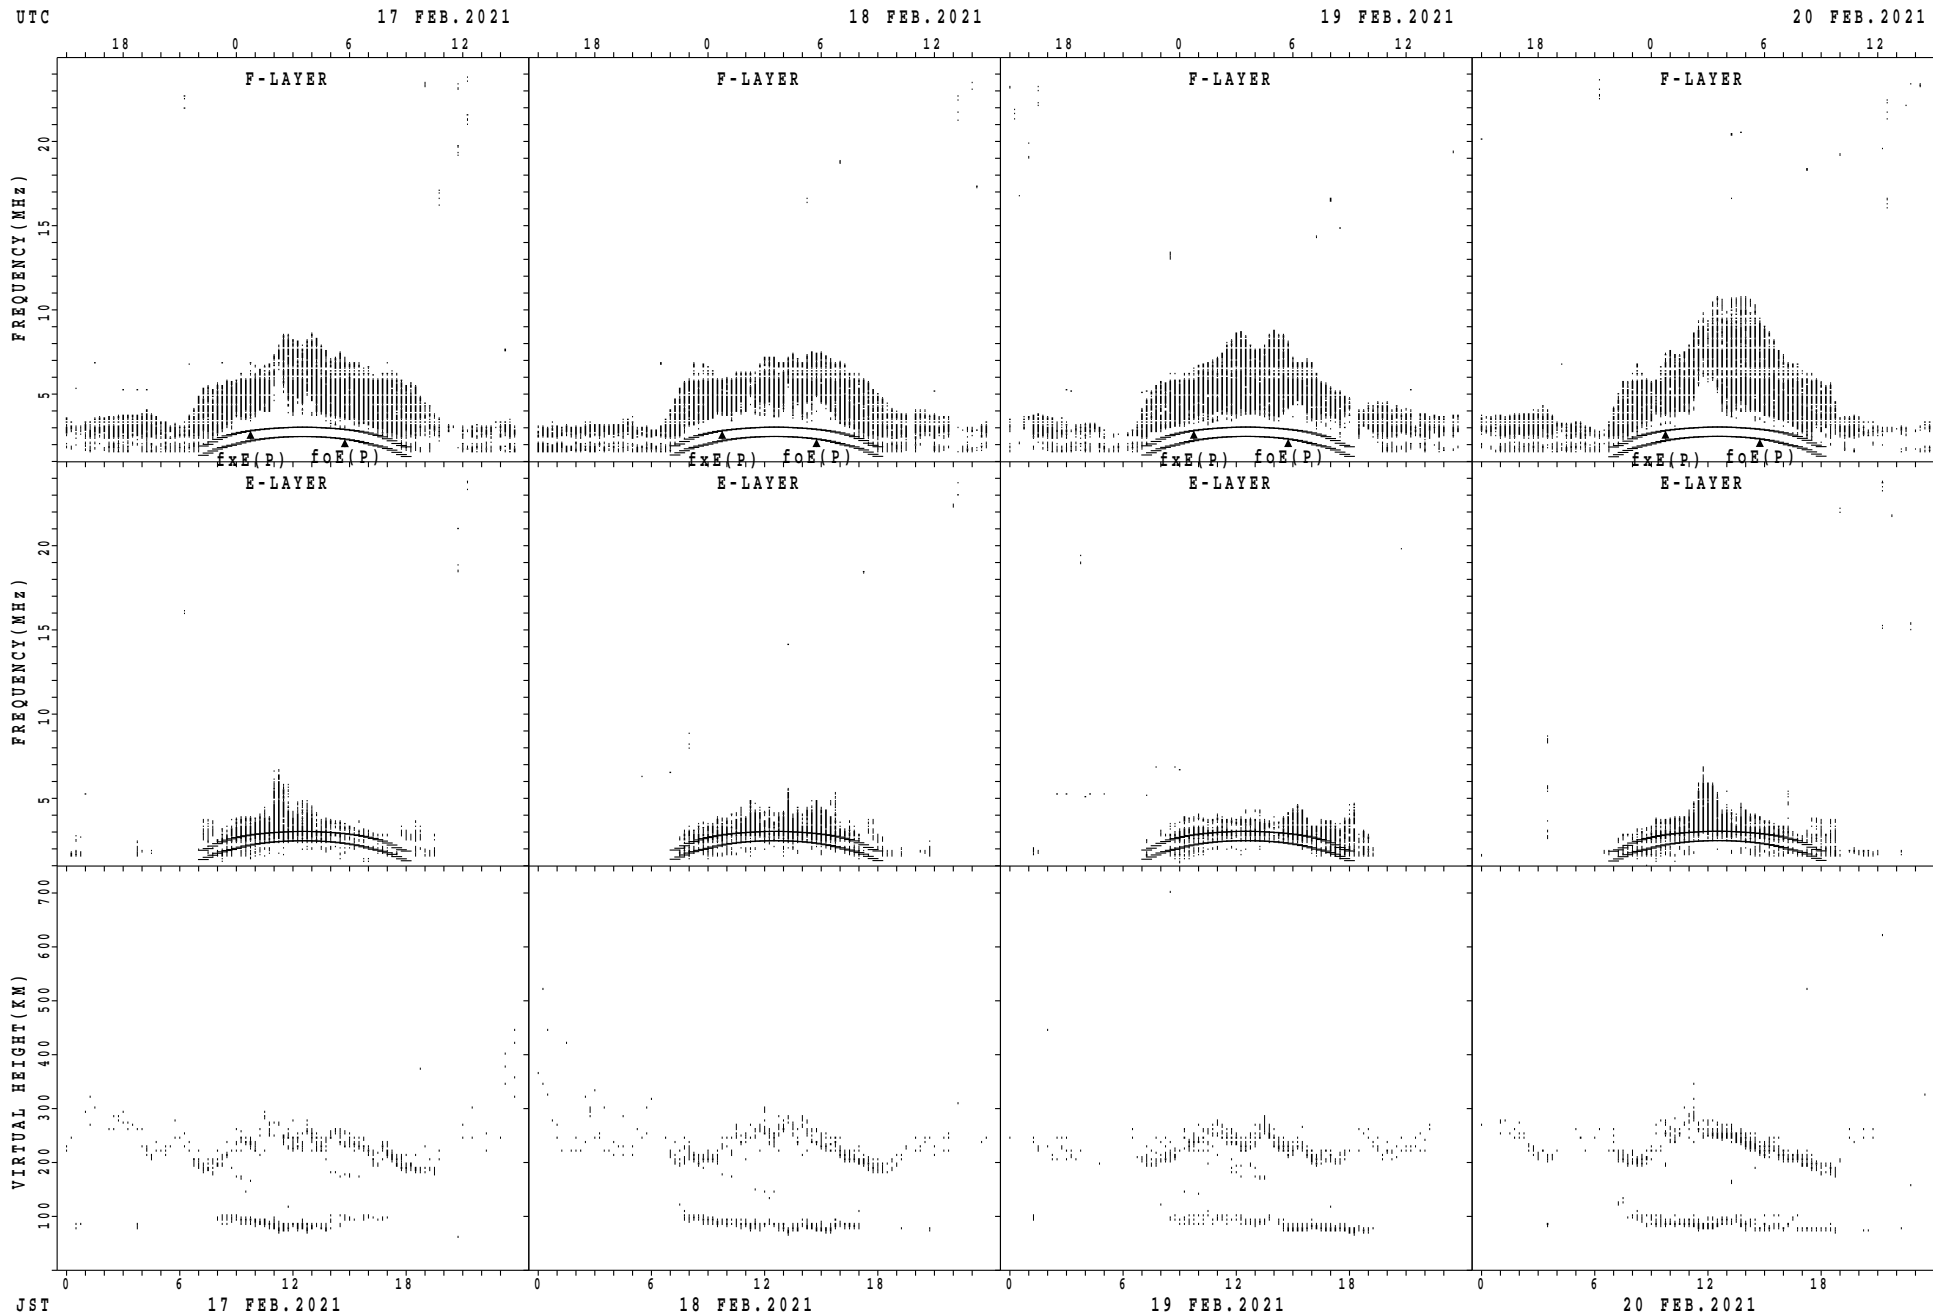 UTC 17 FEB.2021 18 FEB.2021 19 FEB.2021 20 FEB.2021
18 0 6 12 18 0 6 12 18 0 6 12 18 0 6 12
F-LAYER F-LAYER F-LAYER F-LAYER
FREQUENCY(MHz)
20
15
10
5
fxE(P) foE(P) fxE(P) foE(P) fxE(P) foE(P) fxE(P) foE(P)
E-LAYER E-LAYER E-LAYER E-LAYER
FREQUENCY(MHz)
20
15
10
5
VIRTUAL HEIGHT(KM)
700
600
500
400
300
200
100
0 6 12 18 0 6 12 18 0 6 12 18 0 6 12 18
JST 17 FEB.2021 18 FEB.2021 19 FEB.2021 20 FEB.2021